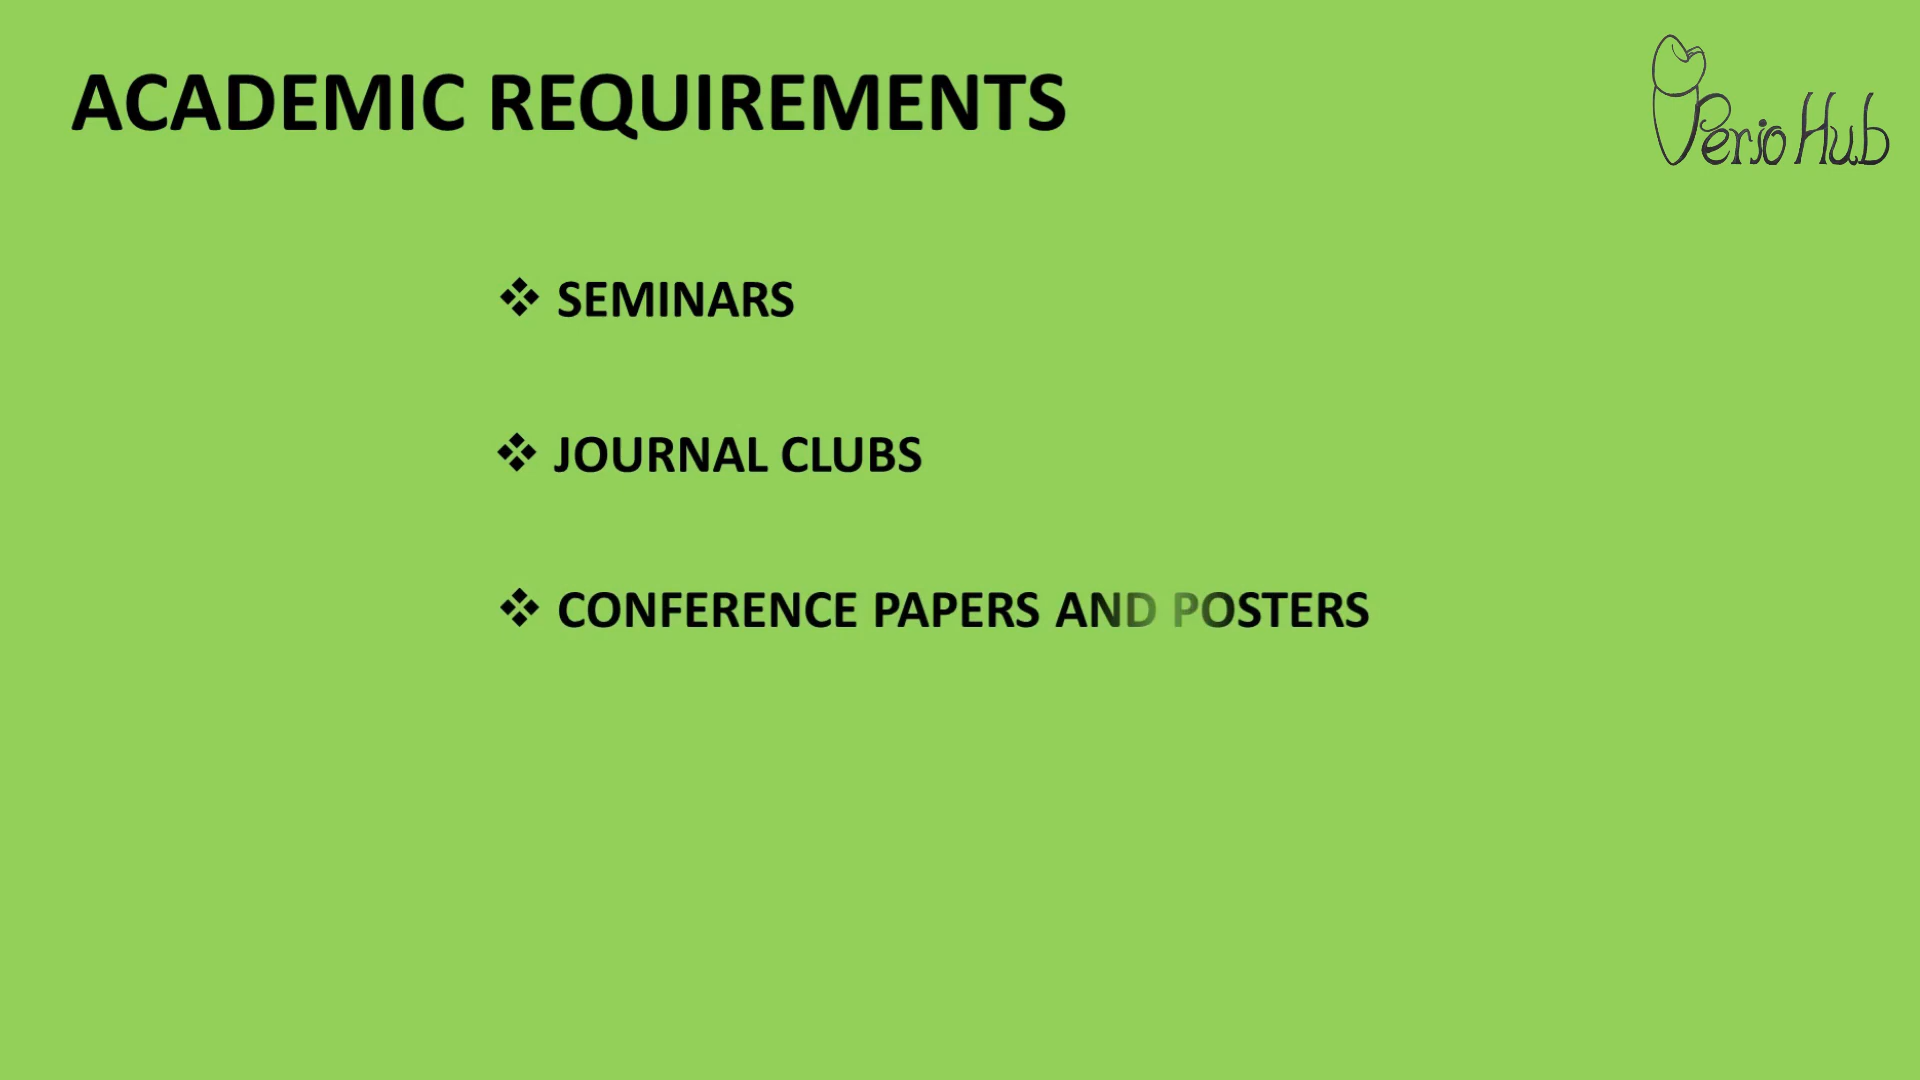 ACADEMIC REQUIREMENTS
Perio Hub
❖ SEMINARS
❖ JOURNAL CLUBS
❖ CONFERENCE PAPERS AND POSTERS